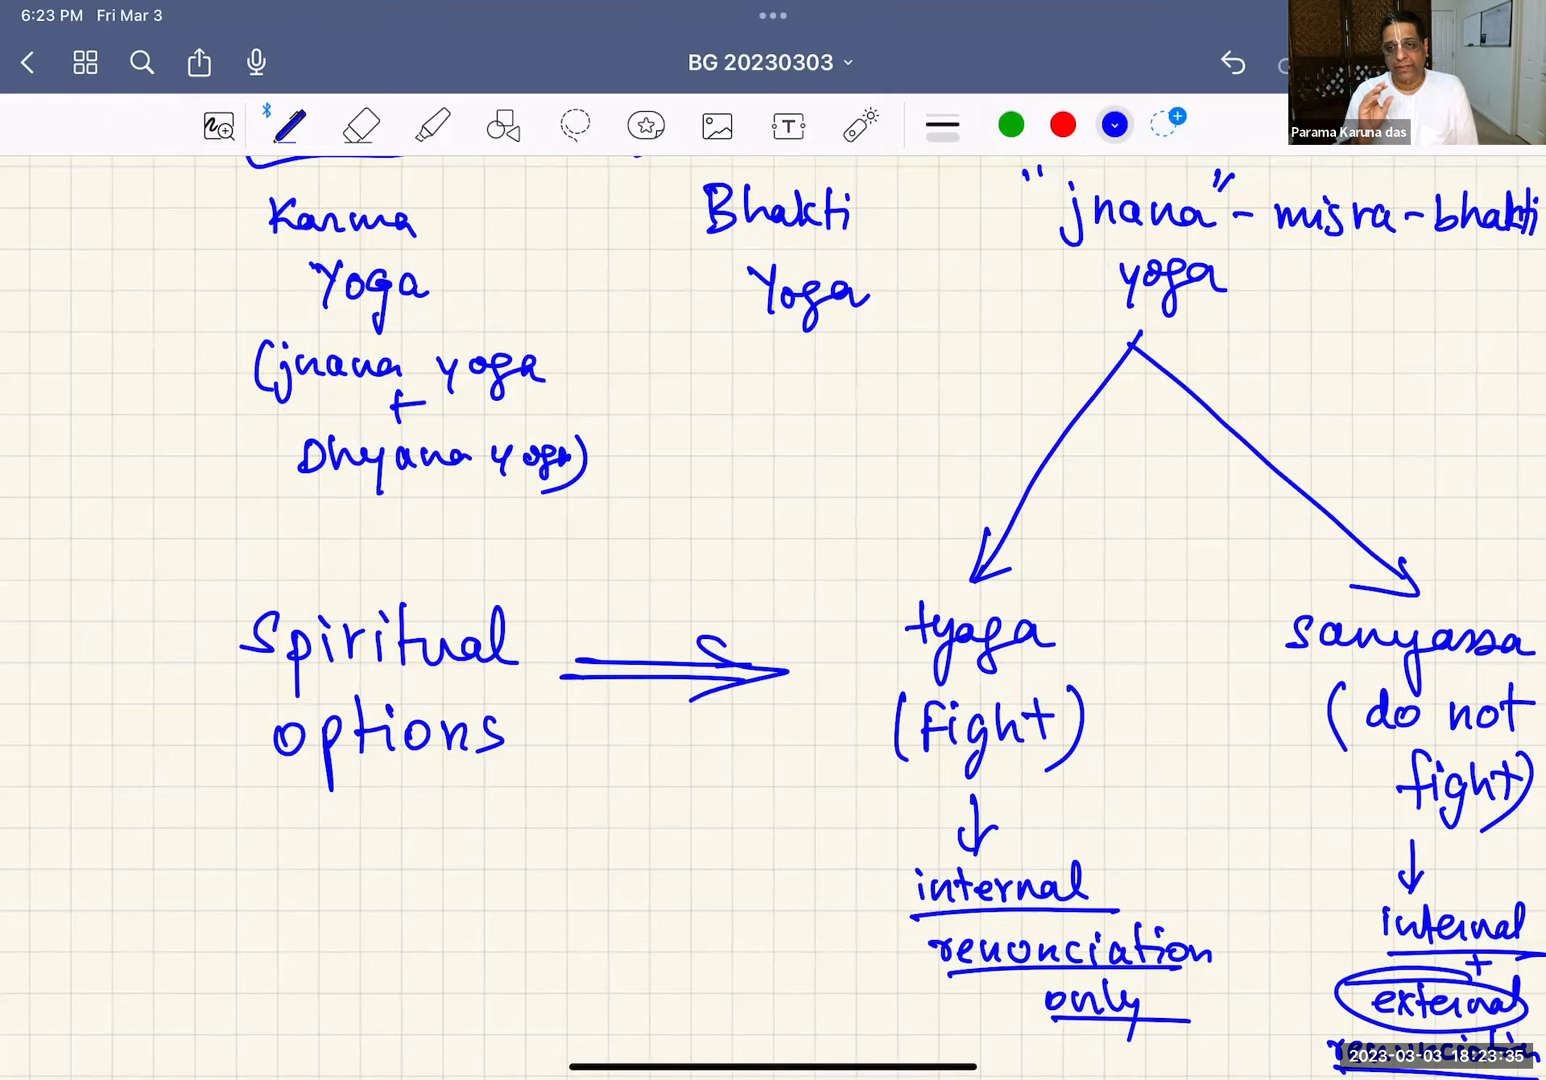 6:23 PM Fri Mar 3
BG 20230303
Parama Karuna das
Karma
Yoga
(jnana yoga
+
Dhyana yoga)
Bhakti
Yoga
"jnana" - misra - bhakti
yoga
Spiritual
options
tyaga
(fight)
internal
renunciation
only
sanyassa
(do not
fight)
internal
+
external
renunciation
2023-03-03 18:23:35